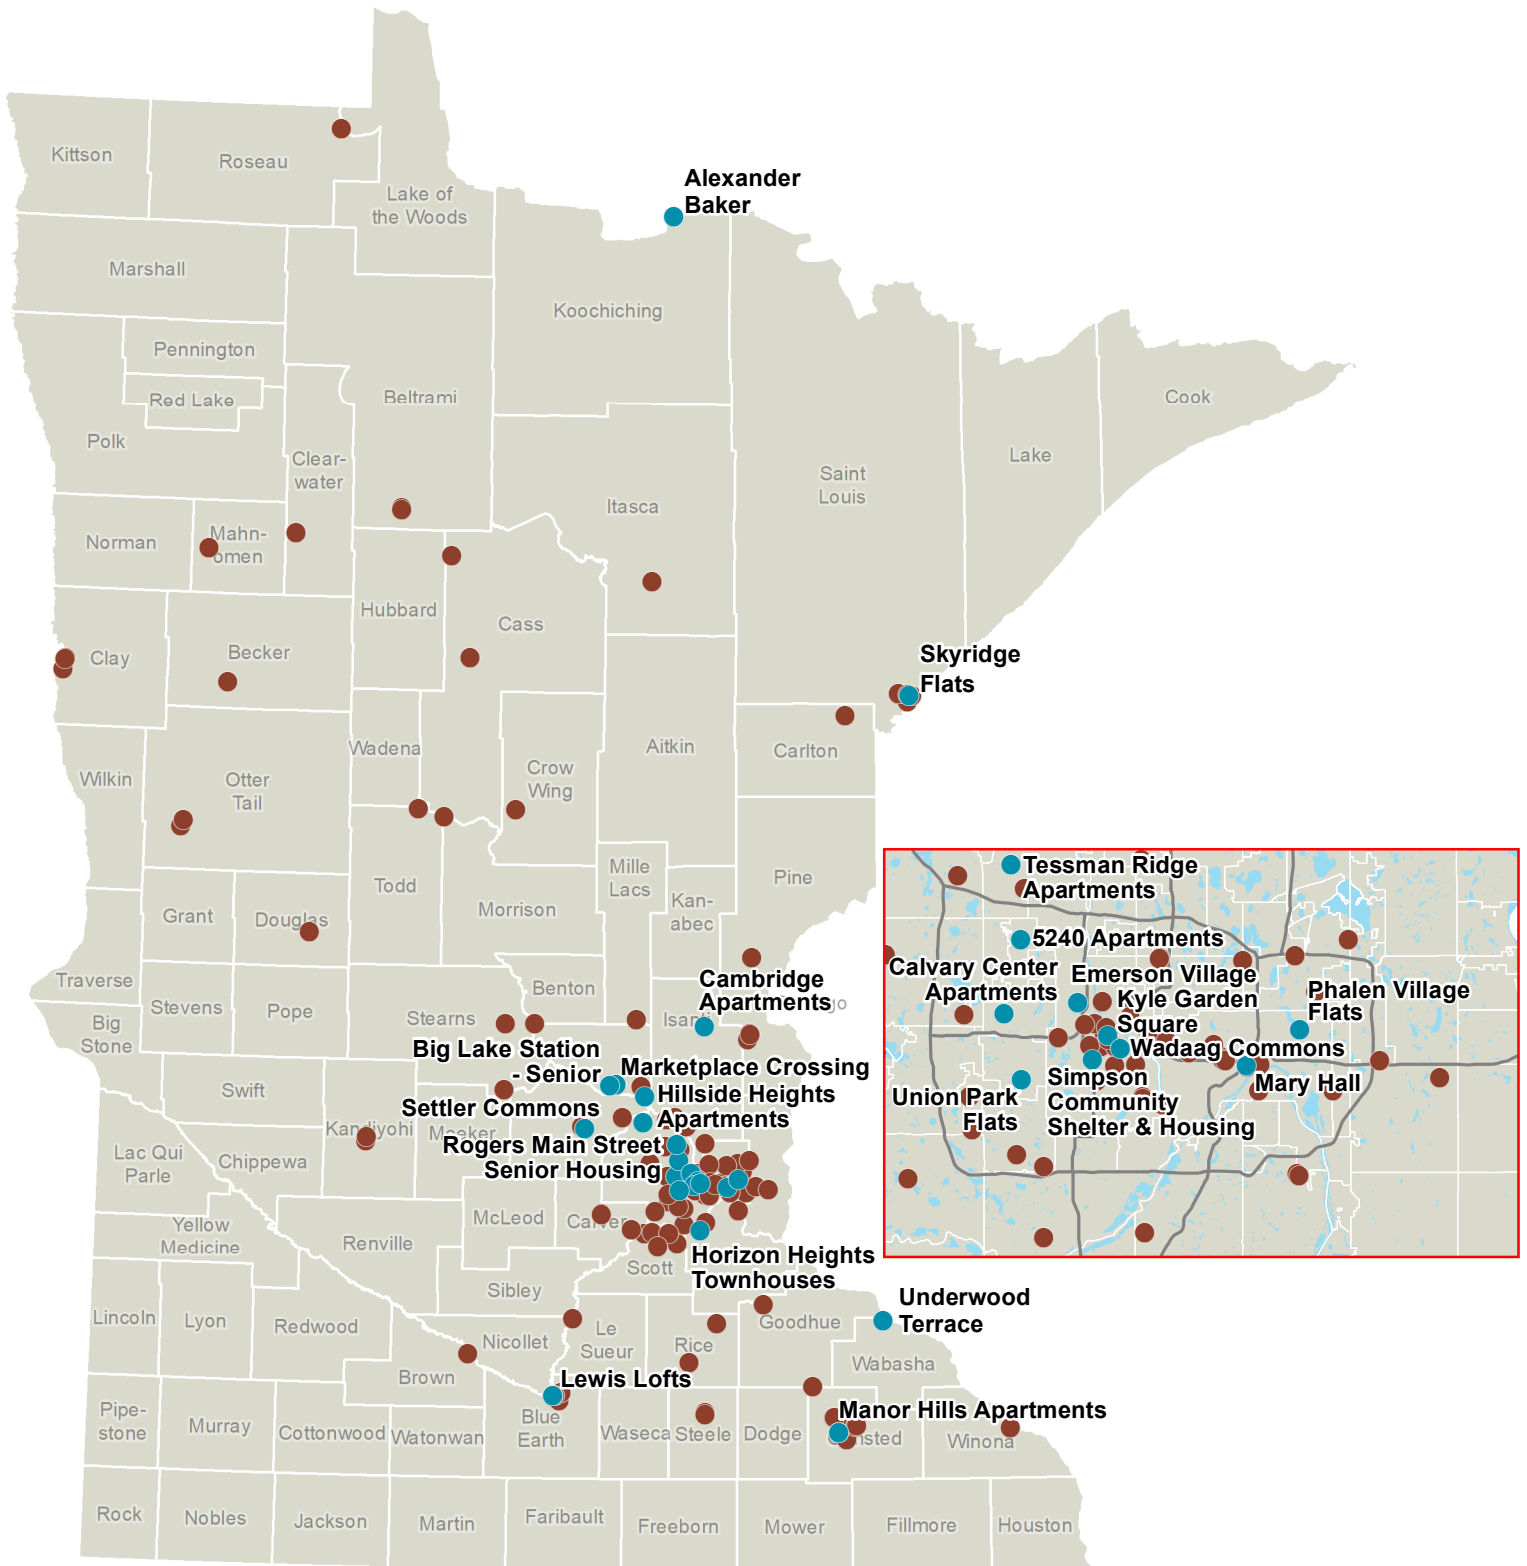 Kittson
Roseau
Lake of
the Woods
Alexander
Baker
Marshall
Koochiching
Pennington
Red Lake
Beltrami
Cook
Polk
Clear-
water
Lake
Saint
Louis
Itasca
Norman
Mahn-
omen
Hubbard
Cass
Clay
Becker
Skyridge
Flats
Wadena
Aitkin
Carlton
Wilkin
Otter
Tail
Crow
Wing
Todd
Mille
Lacs
Pine
Kan-
abec
Grant
Douglas
Morrison
Traverse
Stevens
Pope
Benton
Cambridge
Apartments
Isanti
go
Big
Stone
Stearns
Big Lake Station
- Senior
Marketplace Crossing
Hillside Heights
Apartments
Swift
Settler Commons
Kandiyohi
Meeker
Rogers Main Street
Senior Housing
Lac Qui
Parle
Chippewa
McLeod
Carver
Yellow
Medicine
Renville
Horizon Heights
Townhouses
Scott
Sibley
Underwood
Terrace
Lincoln
Lyon
Redwood
Nicollet
Le
Sueur
Rice
Goodhue
Wabasha
Brown
Lewis Lofts
Pipe-
stone
Murray
Cottonwood
Watonwan
Blue
Earth
Waseca
Steele
Dodge
Manor Hills Apartments
Olmsted
Winona
Rock
Nobles
Jackson
Martin
Faribault
Freeborn
Mower
Fillmore
Houston
Tessman Ridge
Apartments
5240 Apartments
Calvary Center
Apartments
Emerson Village
Kyle Garden
Square
Phalen Village
Flats
Wadaag Commons
Simpson
Community
Shelter & Housing
Mary Hall
Union Park
Flats